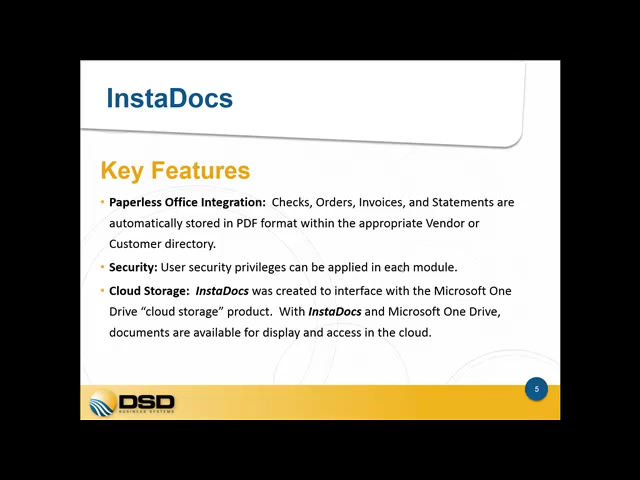 InstaDocs
Key Features
• Paperless Office Integration: Checks, Orders, Invoices, and Statements are
automatically stored in PDF format within the appropriate Vendor or
Customer directory.
• Security: User security privileges can be applied in each module.
• Cloud Storage: InstaDocs was created to interface with the Microsoft One
Drive “cloud storage” product. With InstaDocs and Microsoft One Drive,
documents are available for display and access in the cloud.
5
DSD
BUSINESS SYSTEMS